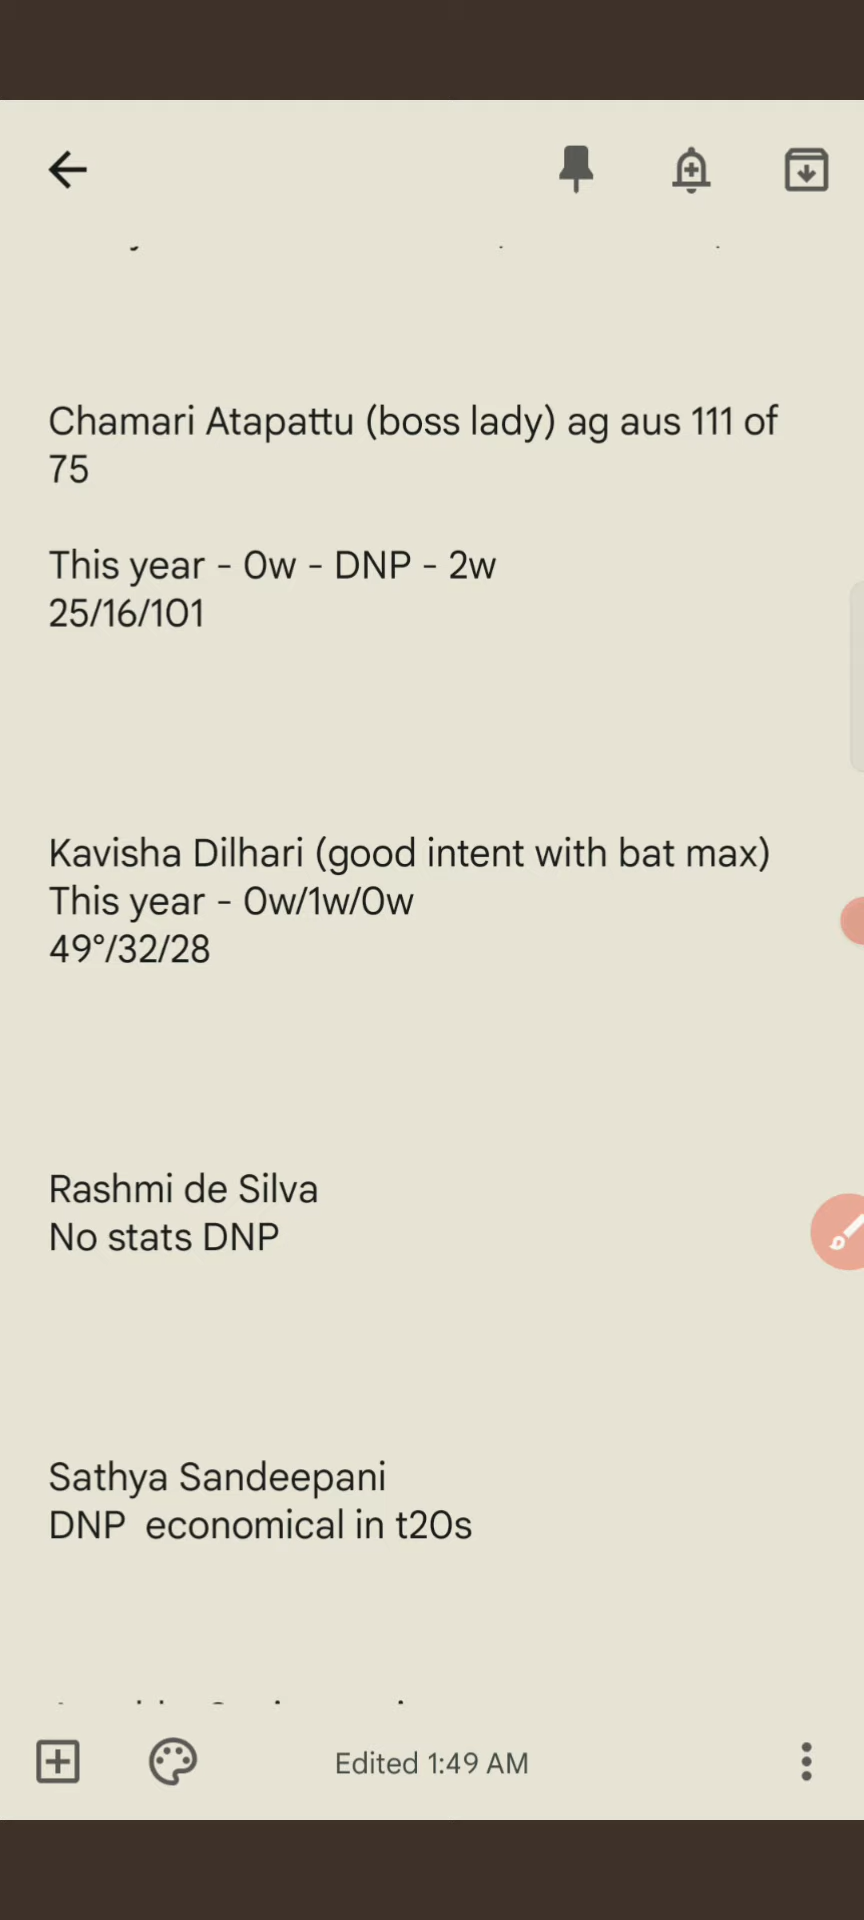 Chamari Atapattu (boss lady) ag aus 111 of
75
This year - 0w - DNP - 2w
25/16/101
Kavisha Dilhari (good intent with bat max)
This year - 0w/1w/0w
49°/32/28
Rashmi de Silva
No stats DNP
Sathya Sandeepani
DNP  economical in t20s
Edited 1:49 AM